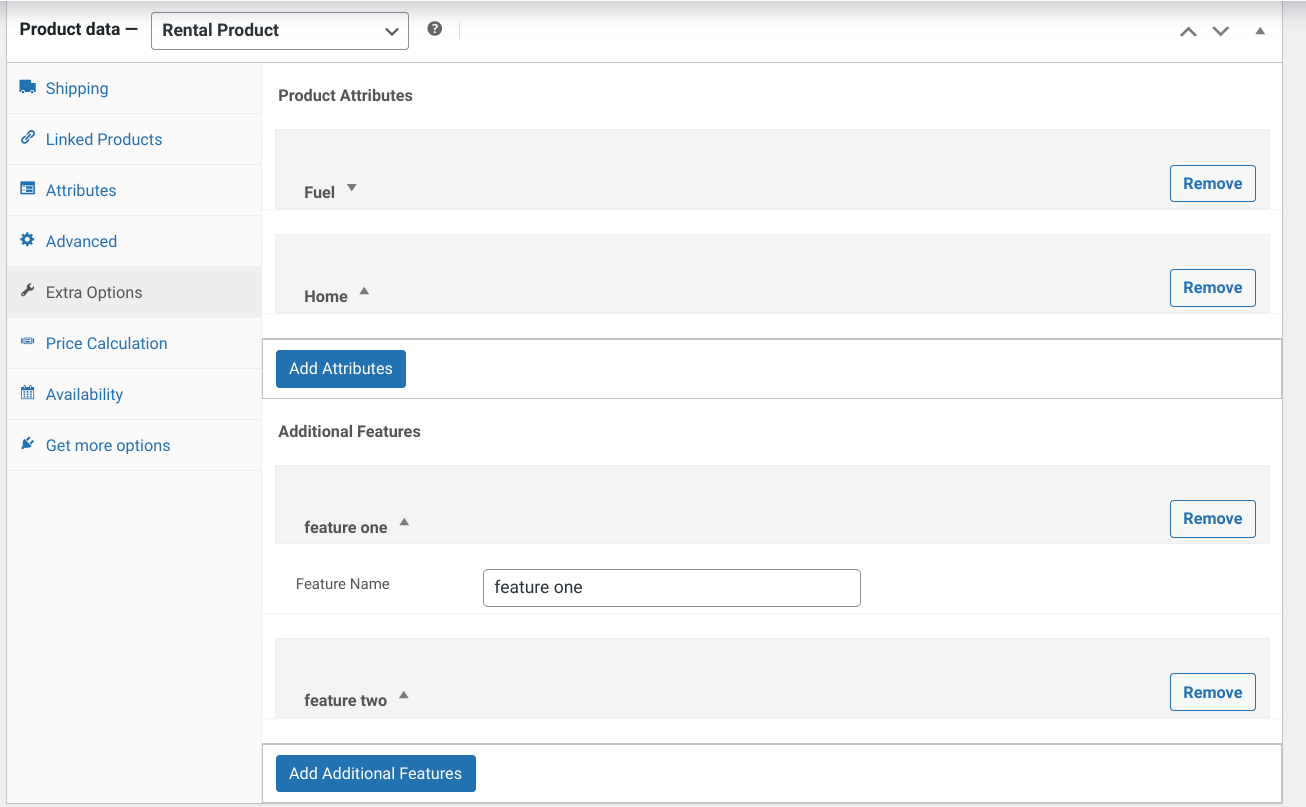 Product data — Rental Product
Shipping
Linked Products
Attributes
Advanced
Extra Options
Price Calculation
Availability
Get more options
Product Attributes
Fuel
Remove
Home
Remove
Add Attributes
Additional Features
feature one
Remove
Feature Name
feature one
feature two
Remove
Add Additional Features